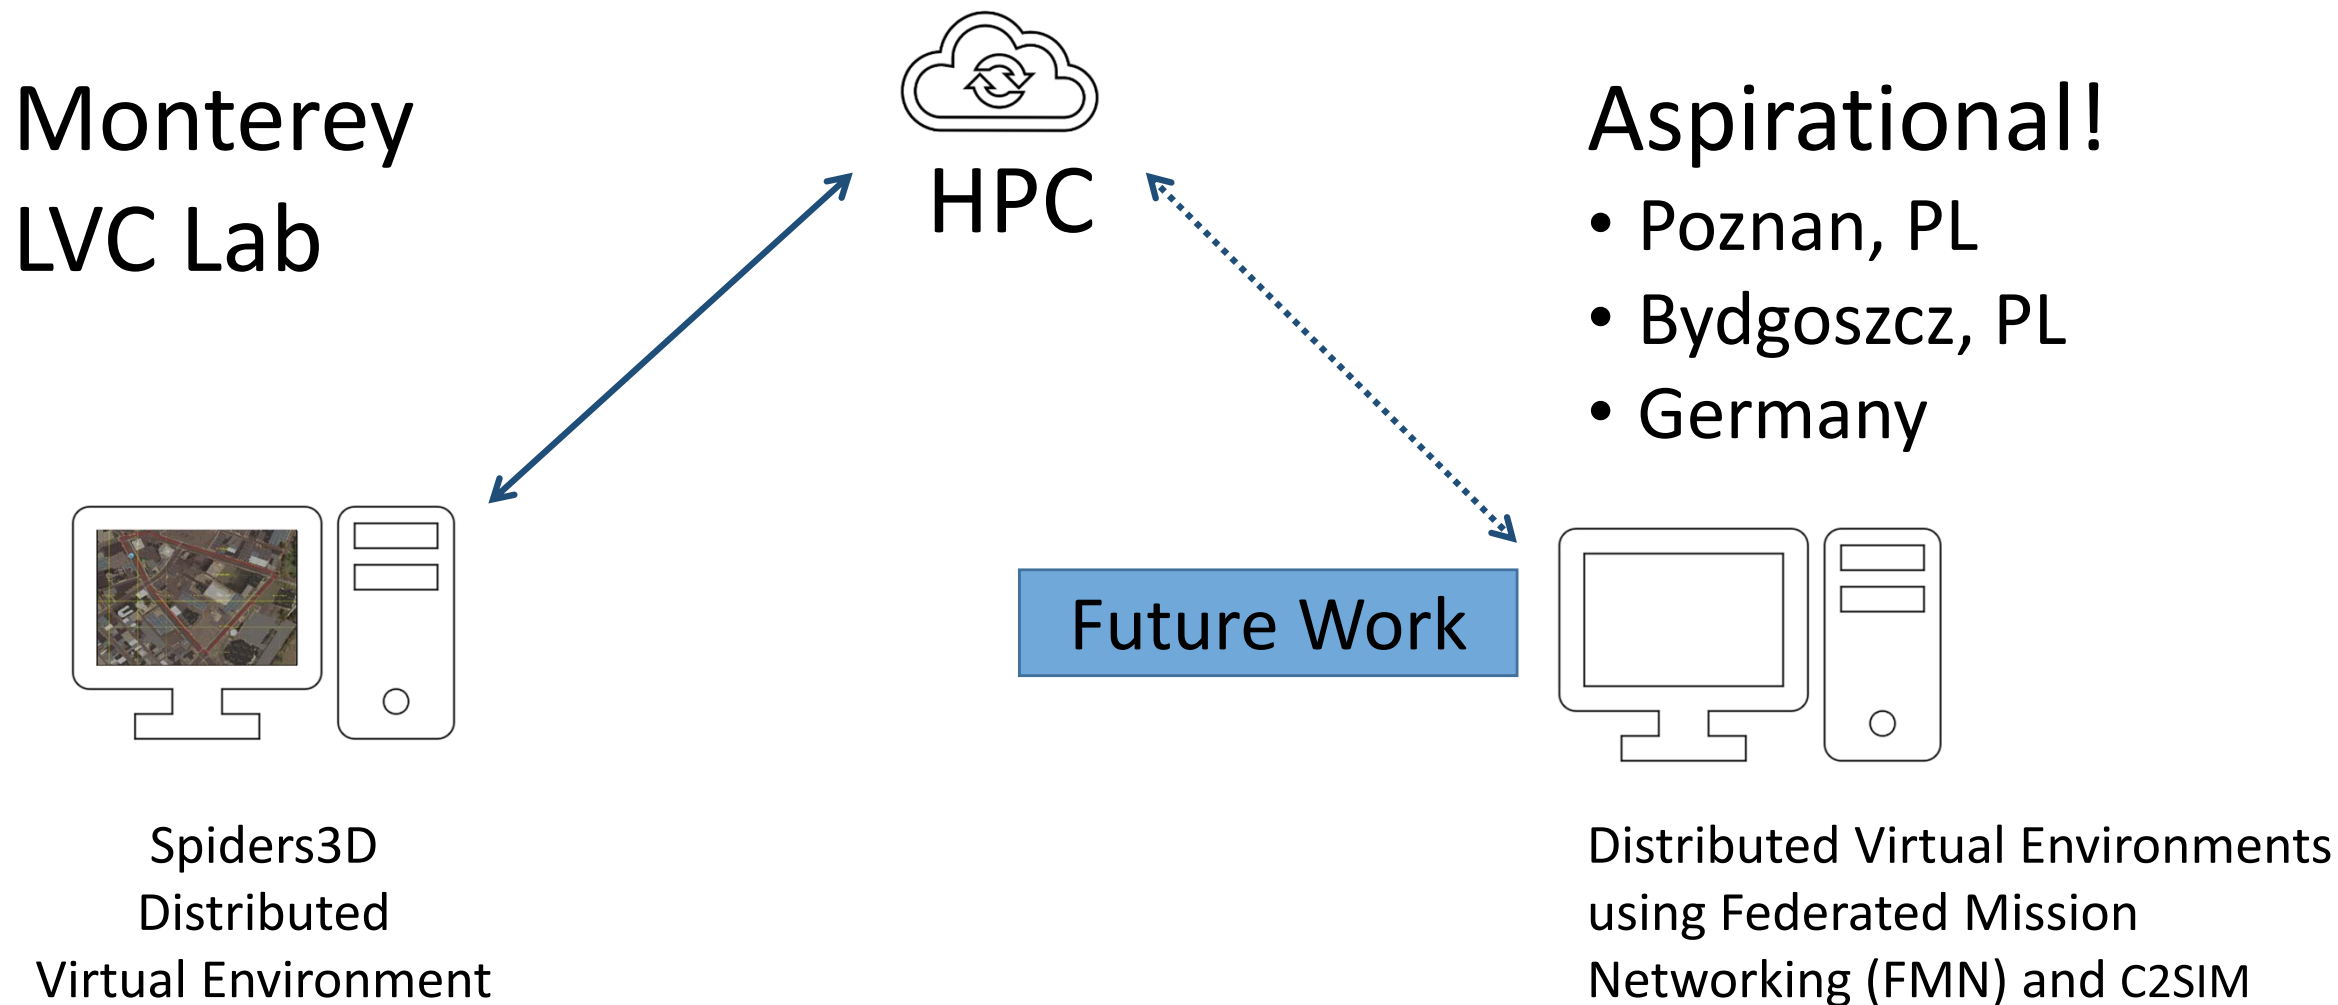 Monterey
LVC Lab
HPC
Aspirational!
• Poznan, PL
• Bydgoszcz, PL
• Germany
Future Work
Spiders3D
Distributed
Virtual Environment
Distributed Virtual Environments
using Federated Mission
Networking (FMN) and C2SIM